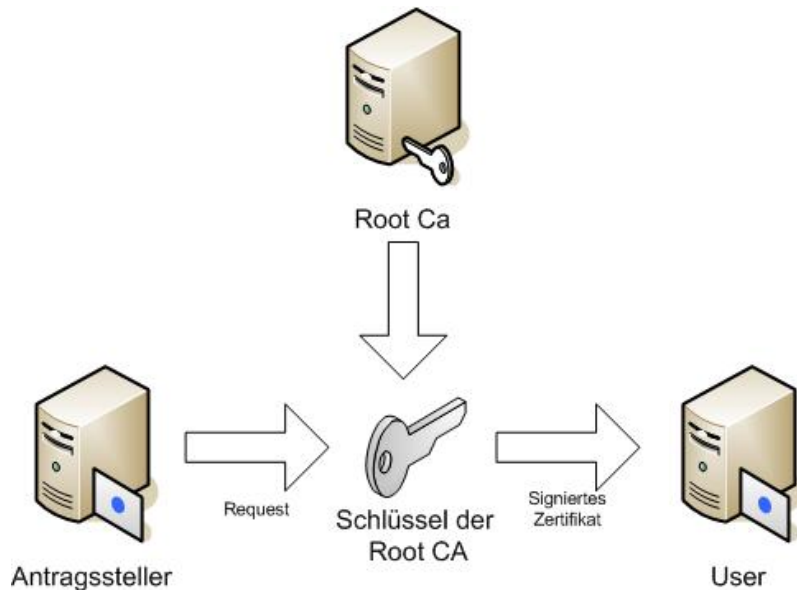 Root Ca
Request
Schlüssel der
Root CA
Signiertes
Zertifikat
Antragssteller
User